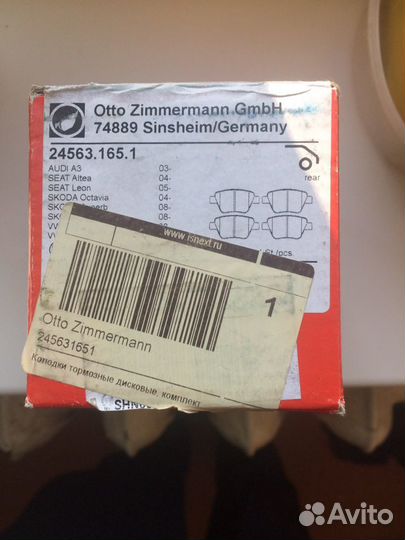 Otto Zimmermann GmbH
74889 Sinsheim/Germany
24563.165.1
AUDI A3 03-
SEAT Altea 04-
SEAT Leon 05-
SKODA Octavia 04-
08-
08-
rear
/pcs.
www.isnext.ru
1
Otto Zimmermann
245631651
Колодки тормозные дисковые, комплект
Avito